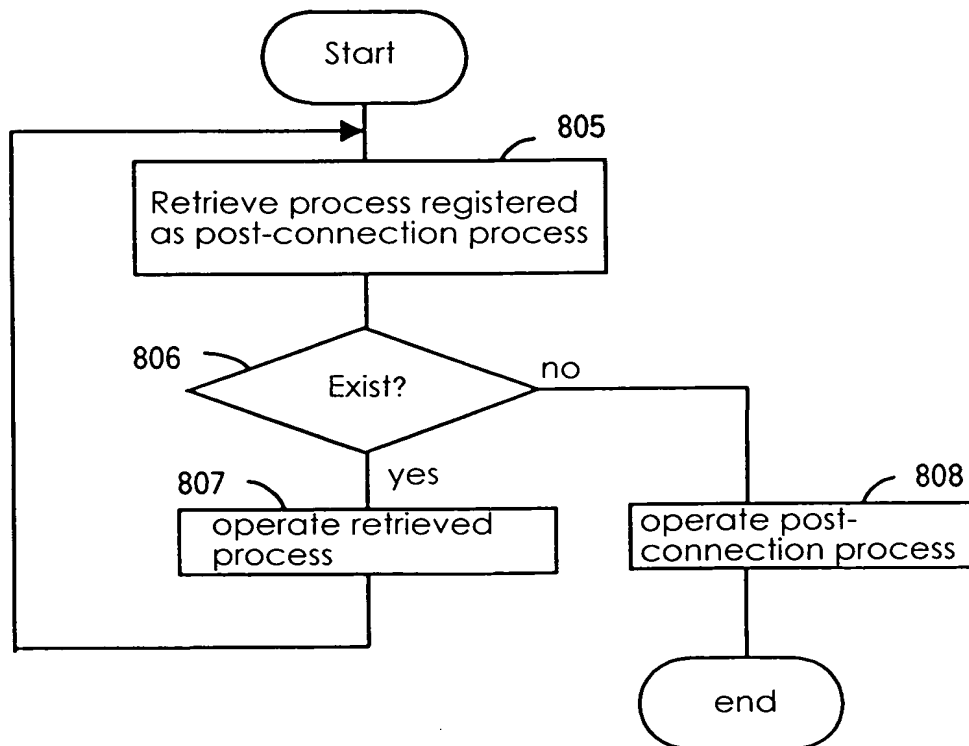 Start
805
Retrieve process registered
as post-connection process
806
Exist?
no
yes
807
808
operate retrieved
process
operate post-
connection process
end